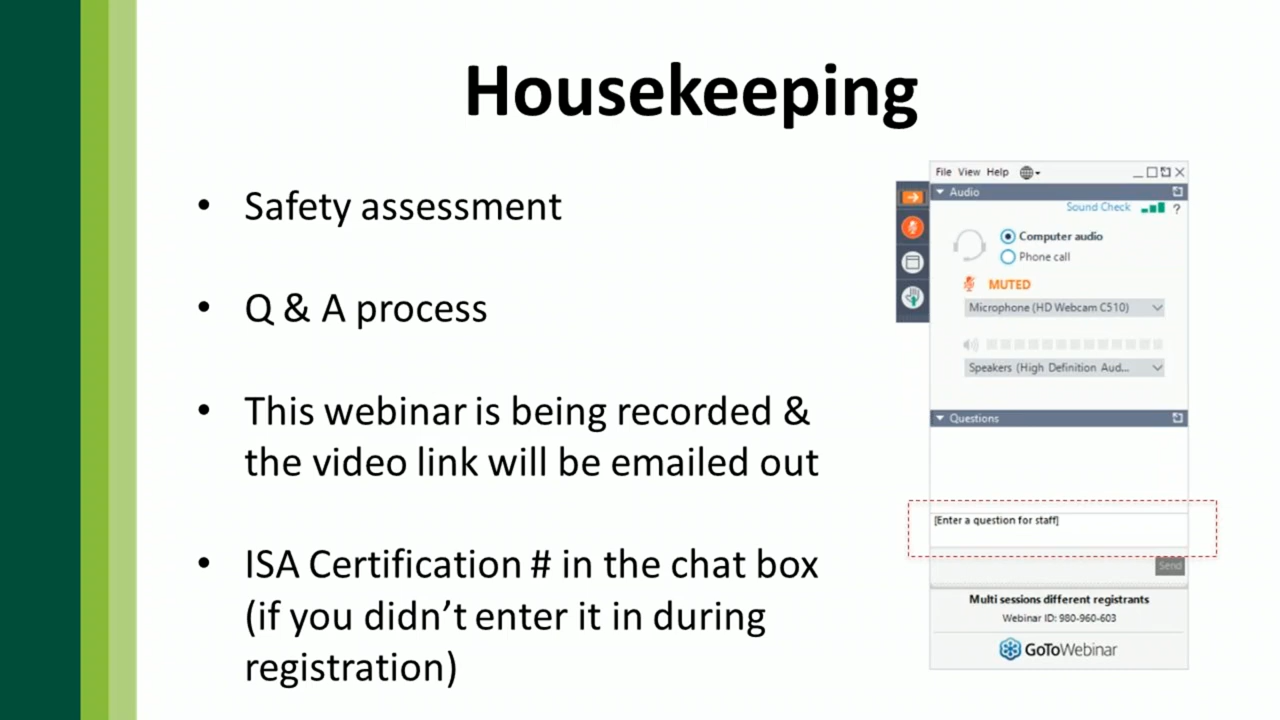 Housekeeping
• Safety assessment
• Q & A process
• This webinar is being recorded &
the video link will be emailed out
• ISA Certification # in the chat box
(if you didn't enter it in during
registration)
File View Help
Audio
Sound Check ?
Computer audio
Phone call
MUTED
Microphone (HD Webcam C510)
Speakers (High Definition Aud...
Questions
[Enter a question for staff]
Send
Multi sessions different registrants
Webinar ID: 980-960-603
GoToWebinar